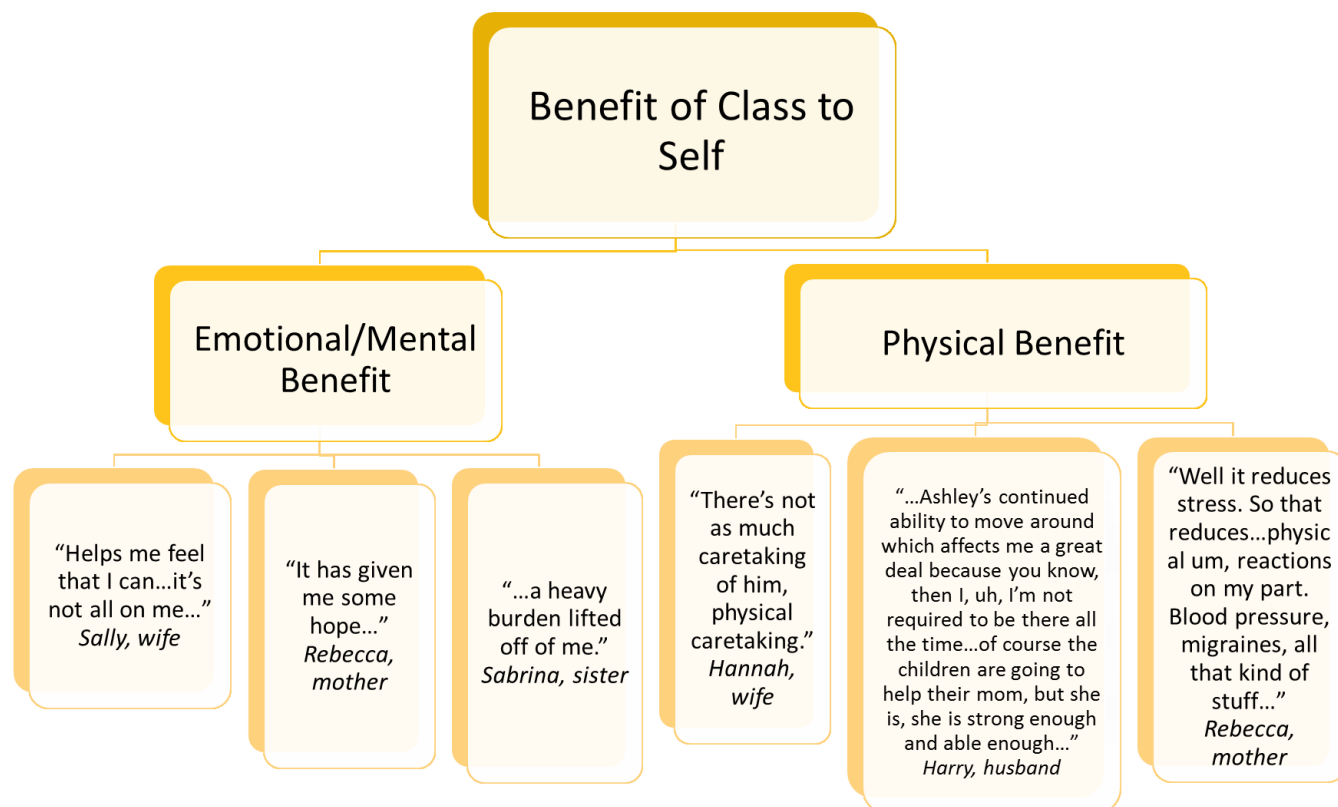 Benefit of Class to
Self
Emotional/Mental
Benefit
Physical Benefit
“Helps me feel
that I can...it’s
not all on me...”
Sally, wife
“It has given
me some
hope...”
Rebecca,
mother
“...a heavy
burden lifted
off of me.”
Sabrina, sister
“There’s not
as much
caretaking
of him,
physical
caretaking.”
Hannah,
wife
“...Ashley’s continued
ability to move around
which affects me a great
deal because you know,
then I, uh, I’m not
required to be there all
the time...of course the
children are going to
help their mom, but she
is, she is strong enough
and able enough...”
Harry, husband
“Well it reduces
stress. So that
reduces...physic
al um, reactions
on my part.
Blood pressure,
migraines, all
that kind of
stuff...”
Rebecca,
mother